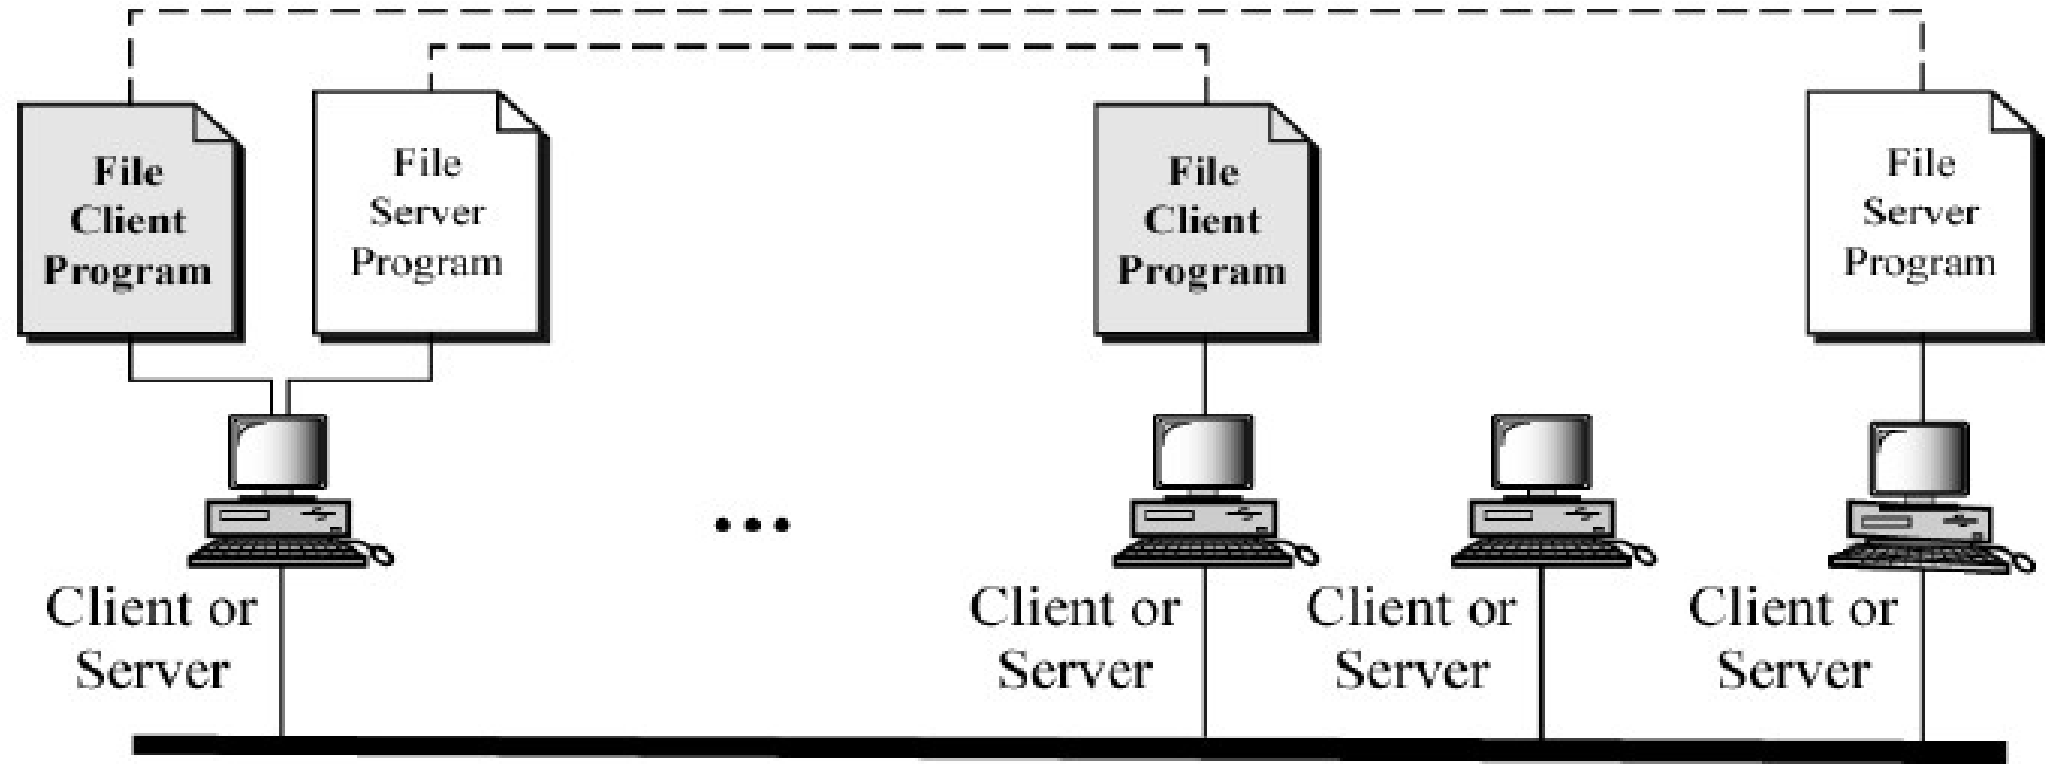 File
Client
Program
File
Server
Program
File
Client
Program
File
Server
Program
Client or
Server
Client or
Server
Client or
Server
Client or
Server